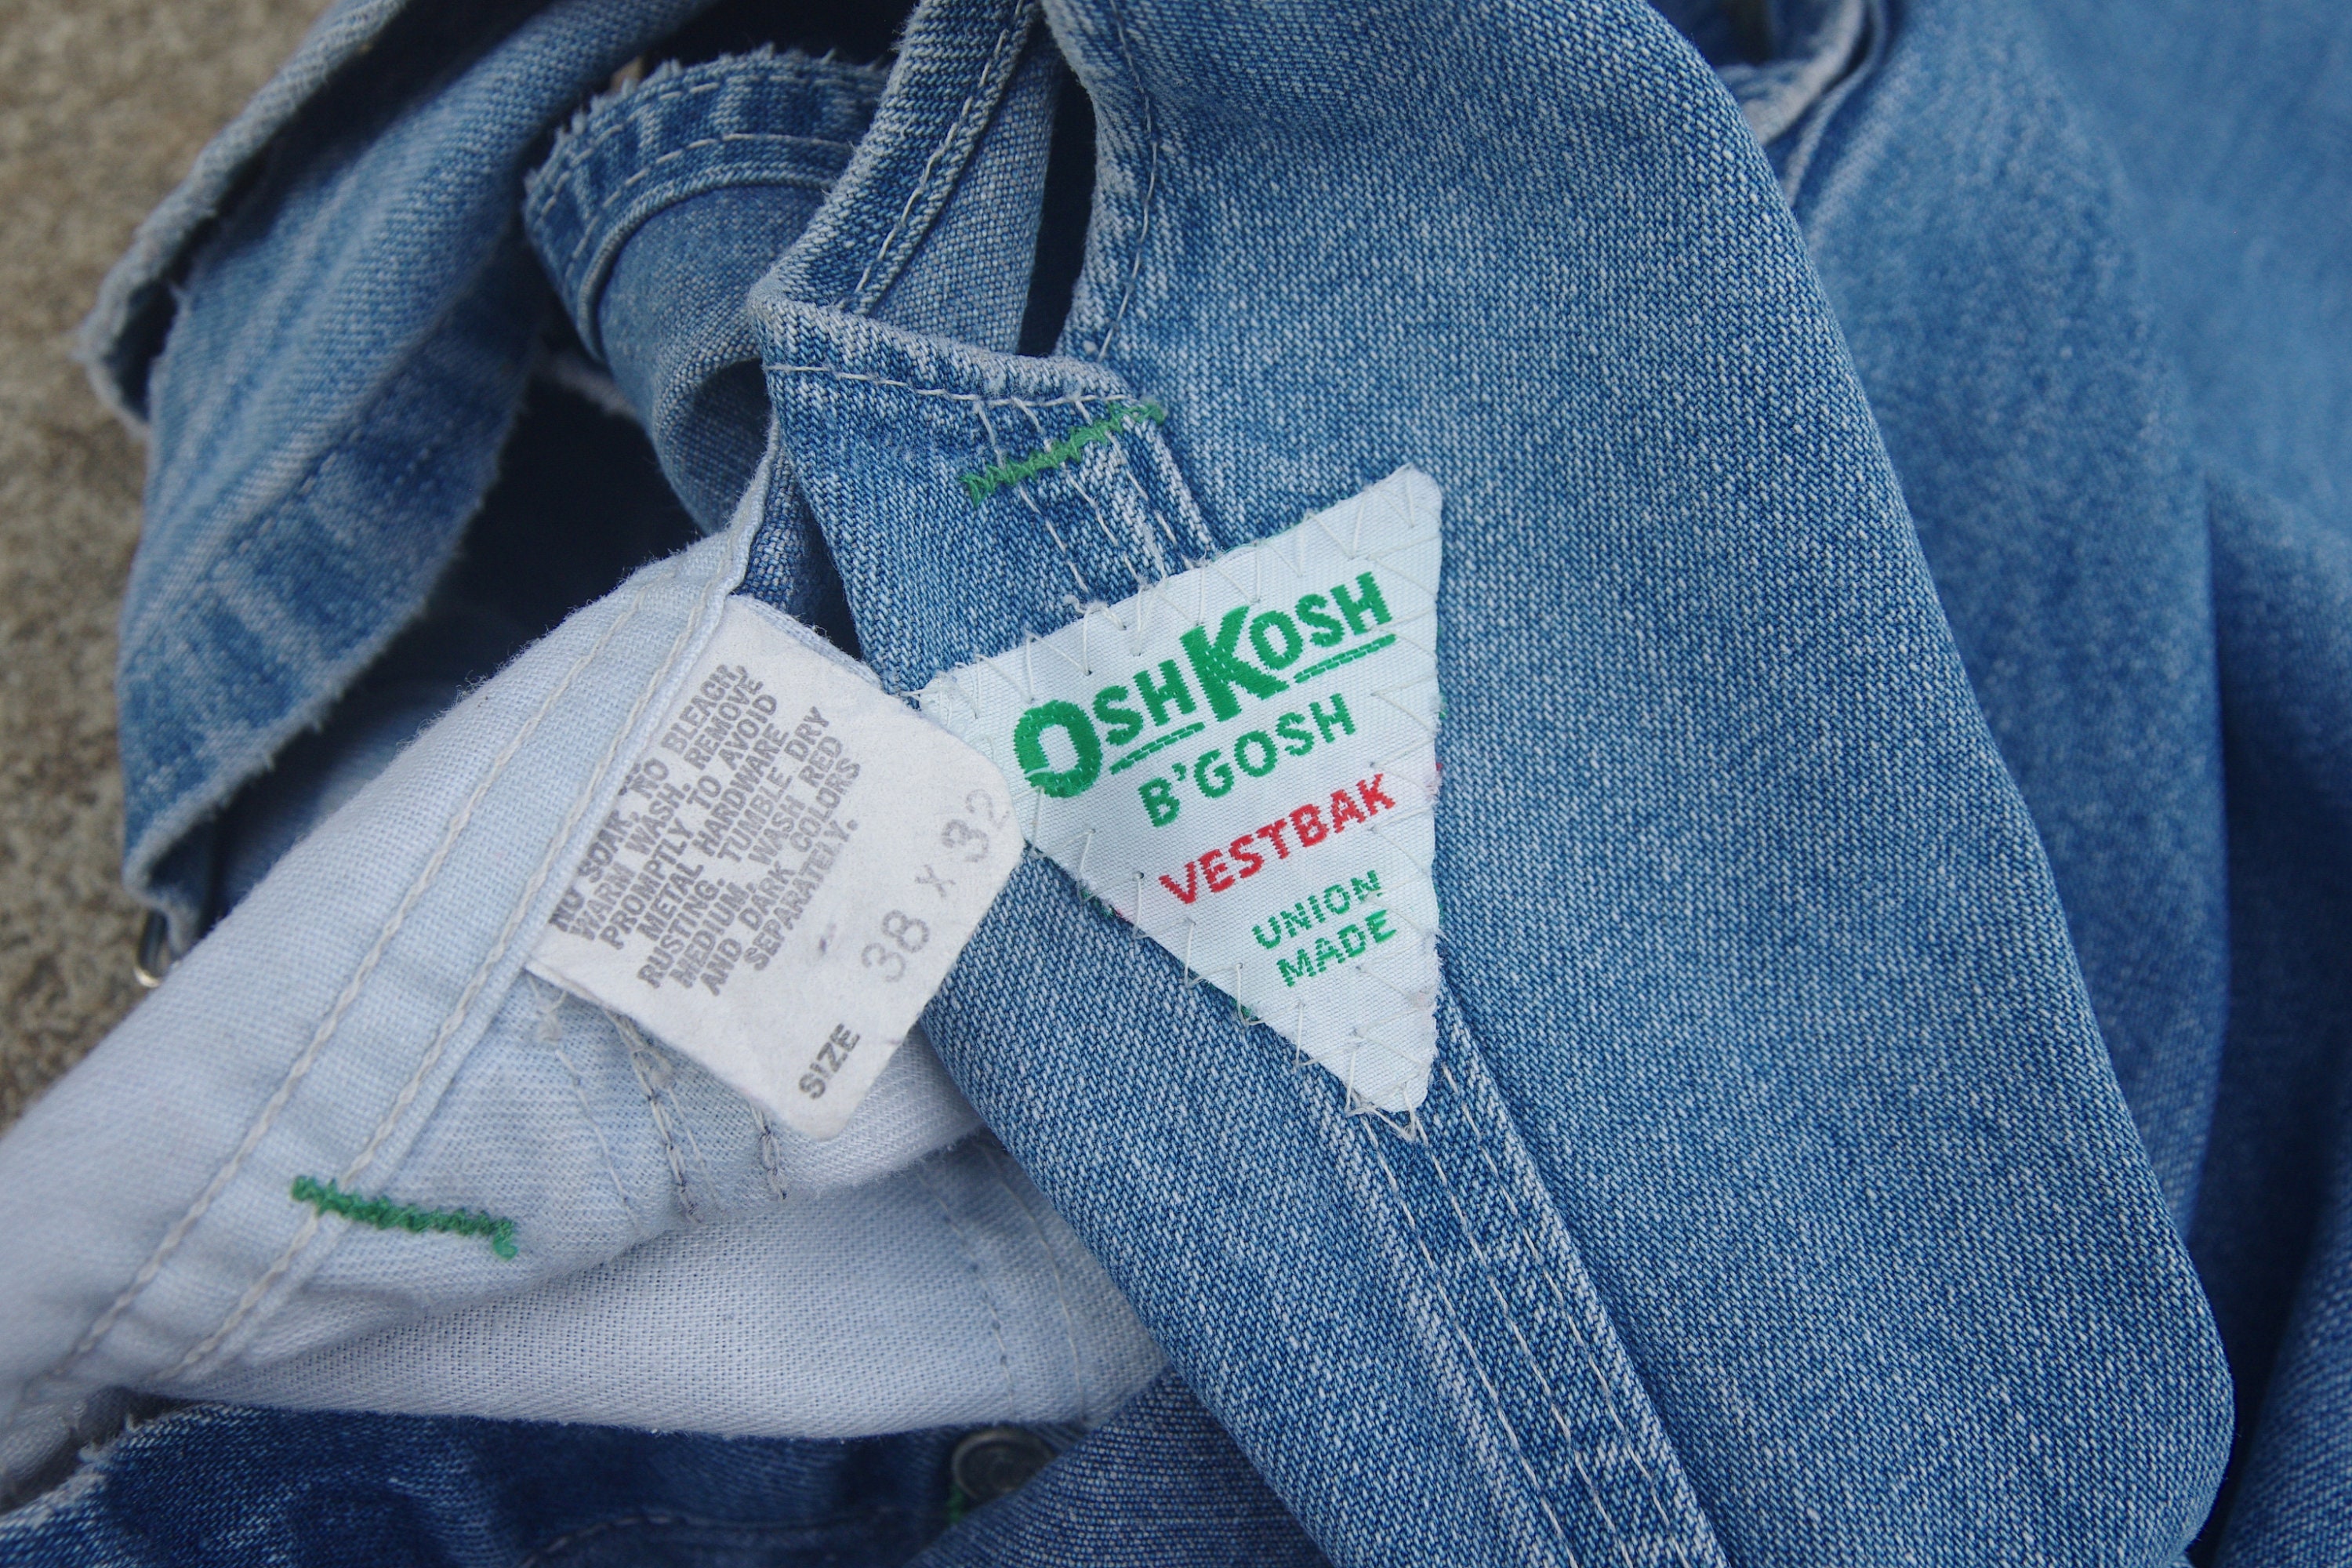 NO SOAK. NO BLEACH.
WARM WASH. REMOVE
PROMPTLY TO AVOID
METAL HARDWARE
RUSTING. TUMBLE DRY
MEDIUM. WASH RED
AND DARK COLORS
SEPARATELY.
38 x 32
SIZE
OSHKOSH
B'GOSH
VESTBAK
UNION
MADE